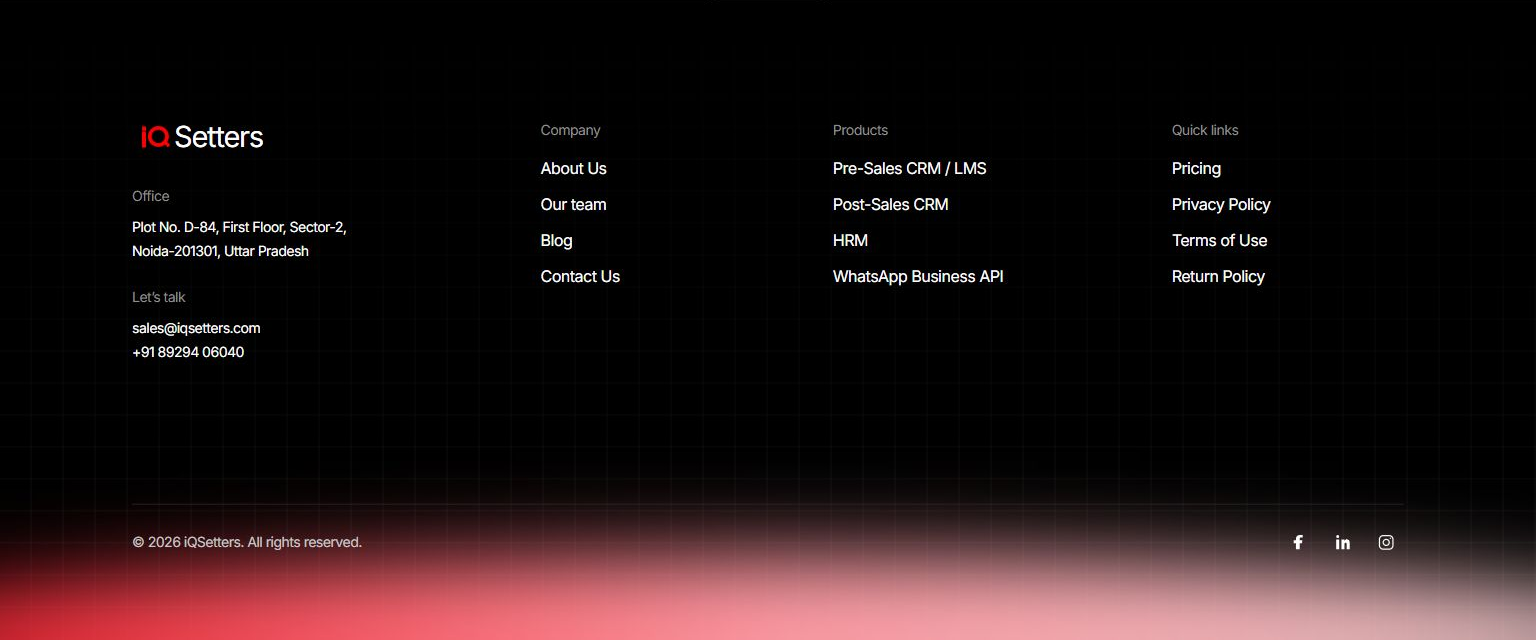 iQ Setters
Office
Plot No. D-84, First Floor, Sector-2,
Noida-201301, Uttar Pradesh
Let's talk
sales@iqsetters.com
+91 89294 06040
Company
About Us
Our team
Blog
Contact Us
Products
Pre-Sales CRM / LMS
Post-Sales CRM
HRM
WhatsApp Business API
Quick links
Pricing
Privacy Policy
Terms of Use
Return Policy
© 2026 iQSetters. All rights reserved.